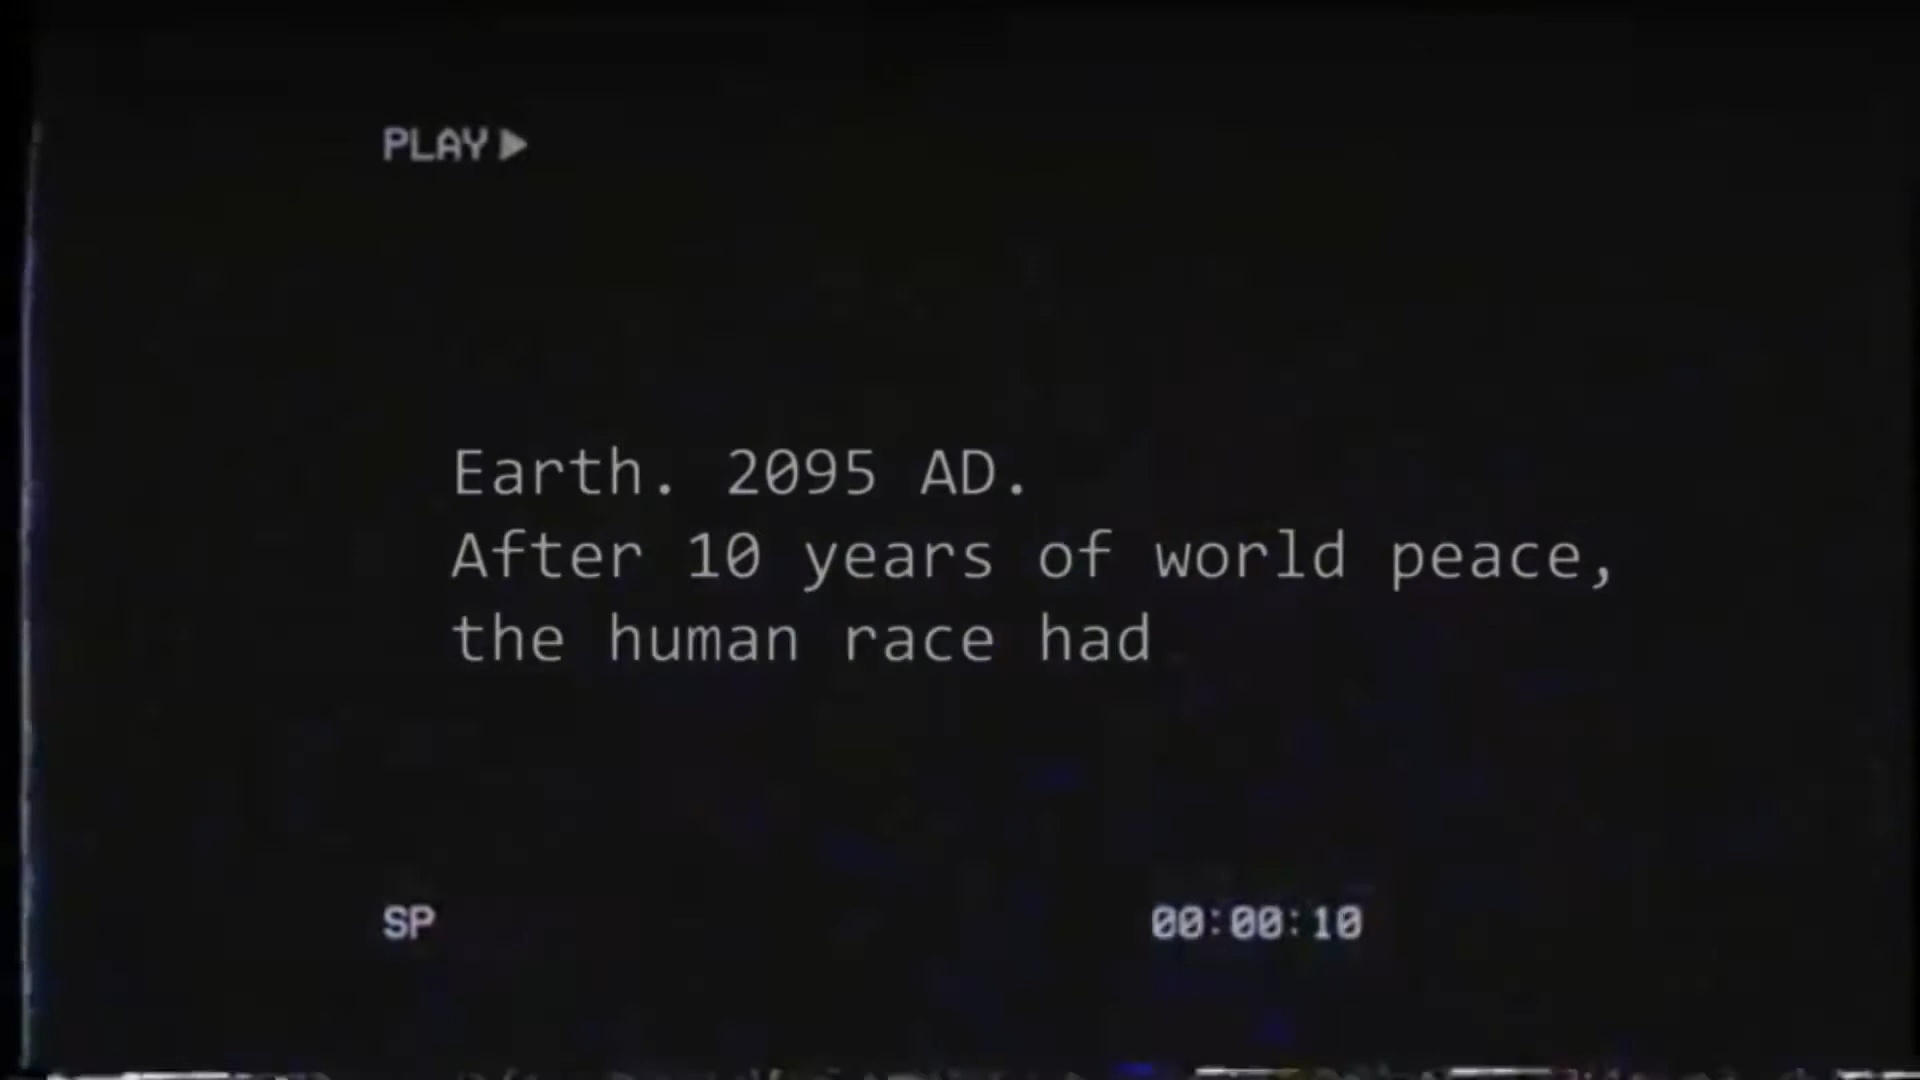 PLAY
Earth. 2095 AD.
After 10 years of world peace,
the human race had
SP
00:00:10